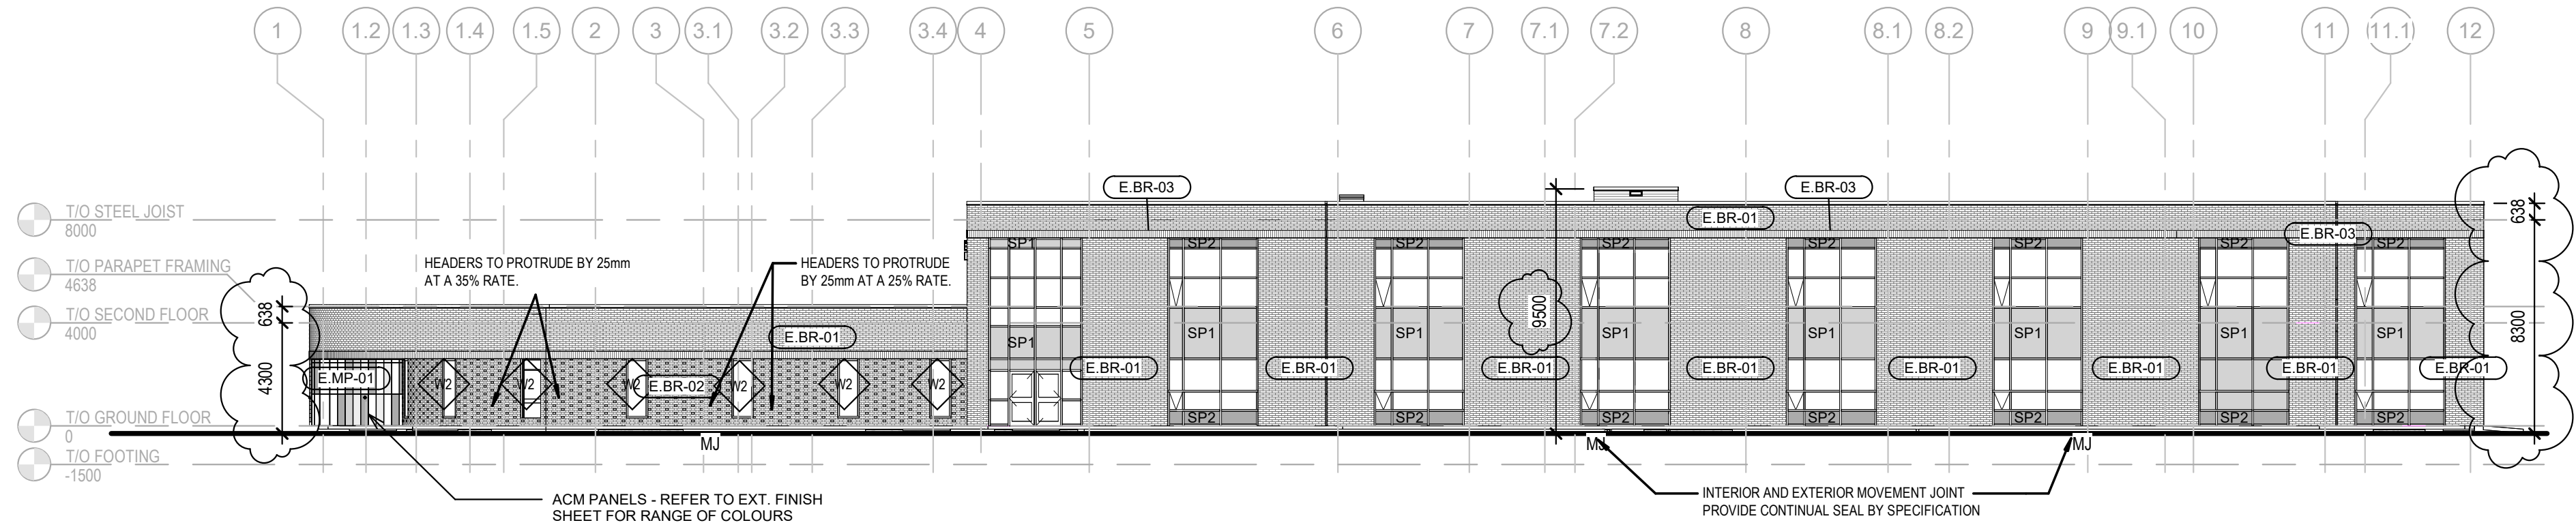 1
1.2
1.3
1.4
1.5
2
3
3.1
3.2
3.3
3.4
4
5
6
7
7.1
7.2
8
8.1
8.2
9
9.1
10
11
11.1
12
E.BR-03
E.BR-03
T/O STEEL JOIST
8000
638
E.BR-01
E.BR-03
SP1
SP2
SP2
SP2
SP2
SP2
SP2
SP2
T/O PARAPET FRAMING
4638
HEADERS TO PROTRUDE BY 25mm
AT A 35% RATE.
HEADERS TO PROTRUDE
BY 25mm AT A 25% RATE.
T/O SECOND FLOOR
4000
638
9500
8300
E.BR-01
SP1
SP1
SP1
SP1
SP1
SP1
SP1
SP1
4300
E.MP-01
W2
W2
W2
E.BR-02
W2
W2
W2
E.BR-01
E.BR-01
E.BR-01
E.BR-01
E.BR-01
E.BR-01
E.BR-01
E.BR-01
T/O GROUND FLOOR
0
SP2
SP2
SP2
SP2
SP2
SP2
SP2
MJ
MJ
MJ
T/O FOOTING
-1500
ACM PANELS - REFER TO EXT. FINISH
SHEET FOR RANGE OF COLOURS
INTERIOR AND EXTERIOR MOVEMENT JOINT
PROVIDE CONTINUAL SEAL BY SPECIFICATION